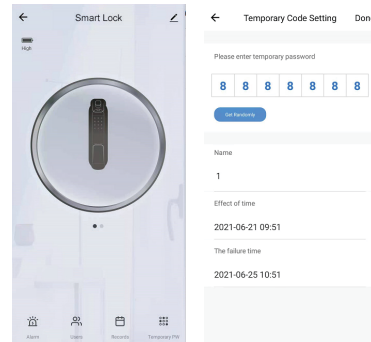 Smart Lock
High
Alarm
Users
Records
Temporary PW
Temporary Code Setting
Don
Please enter temporary password
8 8 8 8 8 8 8
Get Randomly
Name
1
Effect of time
2021-06-21 09:51
The failure time
2021-06-25 10:51